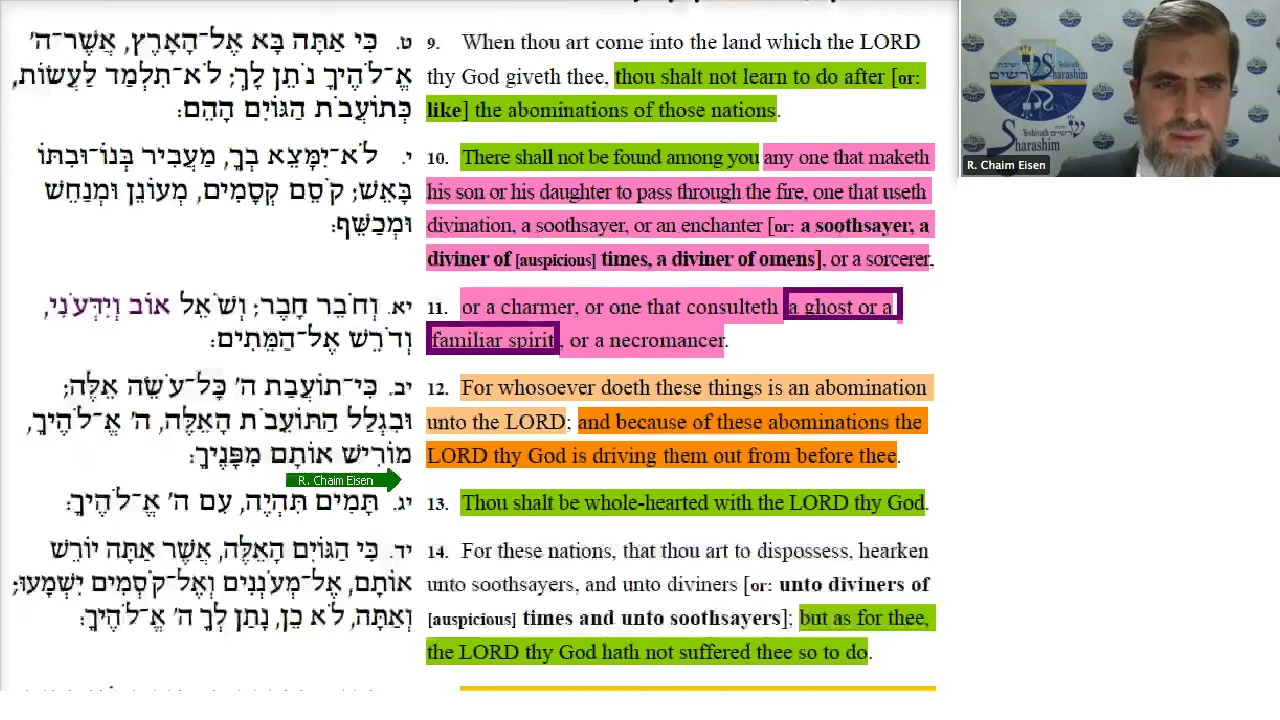 ט. כִּי אַתָּה בָּא אֶל־הָאָרֶץ, אֲשֶׁר־ה'
אֱ־לֹהֶיךָ נֹתֵן לָךְ; לֹא־תִלְמַד לַעֲשׂוֹת,
כְּתוֹעֲבֹת הַגּוֹיִם הָהֵם:
9. When thou art come into the land which the LORD
thy God giveth thee, thou shalt not learn to do after [or:
like] the abominations of those nations.
י. לֹא־יִמָּצֵא בְךָ, מַעֲבִיר בְּנוֹ־וּבִתּוֹ
בָּאֵשׁ; קֹסֵם קְסָמִים, מְעוֹנֵן וּמְנַחֵשׁ
וּמְכַשֵּׁף:
10. There shall not be found among you any one that maketh
his son or his daughter to pass through the fire, one that useth
divination, a soothsayer, or an enchanter [or: a soothsayer, a
diviner of [auspicious] times, a diviner of omens], or a sorcerer,
יא. וְחֹבֵר חָבֶר; וְשֹׁאֵל אוֹב וְיִדְּעֹנִי,
וְדֹרֵשׁ אֶל־הַמֵּתִים:
11. or a charmer, or one that consulteth a ghost or a
familiar spirit, or a necromancer.
יב. כִּי־תוֹעֲבַת ה' כָּל־עֹשֵׂה אֵלֶּה;
וּבִגְלַל הַתּוֹעֵבֹת הָאֵלֶּה, ה' אֱ־לֹהֶיךָ,
מוֹרִישׁ אוֹתָם מִפָּנֶיךָ:
12. For whosoever doeth these things is an abomination
unto the LORD; and because of these abominations the
LORD thy God is driving them out from before thee.
R. Chaim Eisen
יג. תָּמִים תִּהְיֶה, עִם ה' אֱ־לֹהֶיךָ:
13. Thou shalt be whole-hearted with the LORD thy God.
יד. כִּי הַגּוֹיִם הָאֵלֶּה, אֲשֶׁר אַתָּה יוֹרֵשׁ
אוֹתָם, אֶל־מְעֹנְנִים וְאֶל־קֹסְמִים יִשְׁמָעוּ;
וְאַתָּה, לֹא כֵן, נָתַן לְךָ ה' אֱ־לֹהֶיךָ:
14. For these nations, that thou art to dispossess, hearken
unto soothsayers, and unto diviners [or: unto diviners of
[auspicious] times and unto soothsayers]; but as for thee,
the LORD thy God hath not suffered thee so to do.
Sharashim
Yeshivath
Sharashim
R. Chaim Eisen